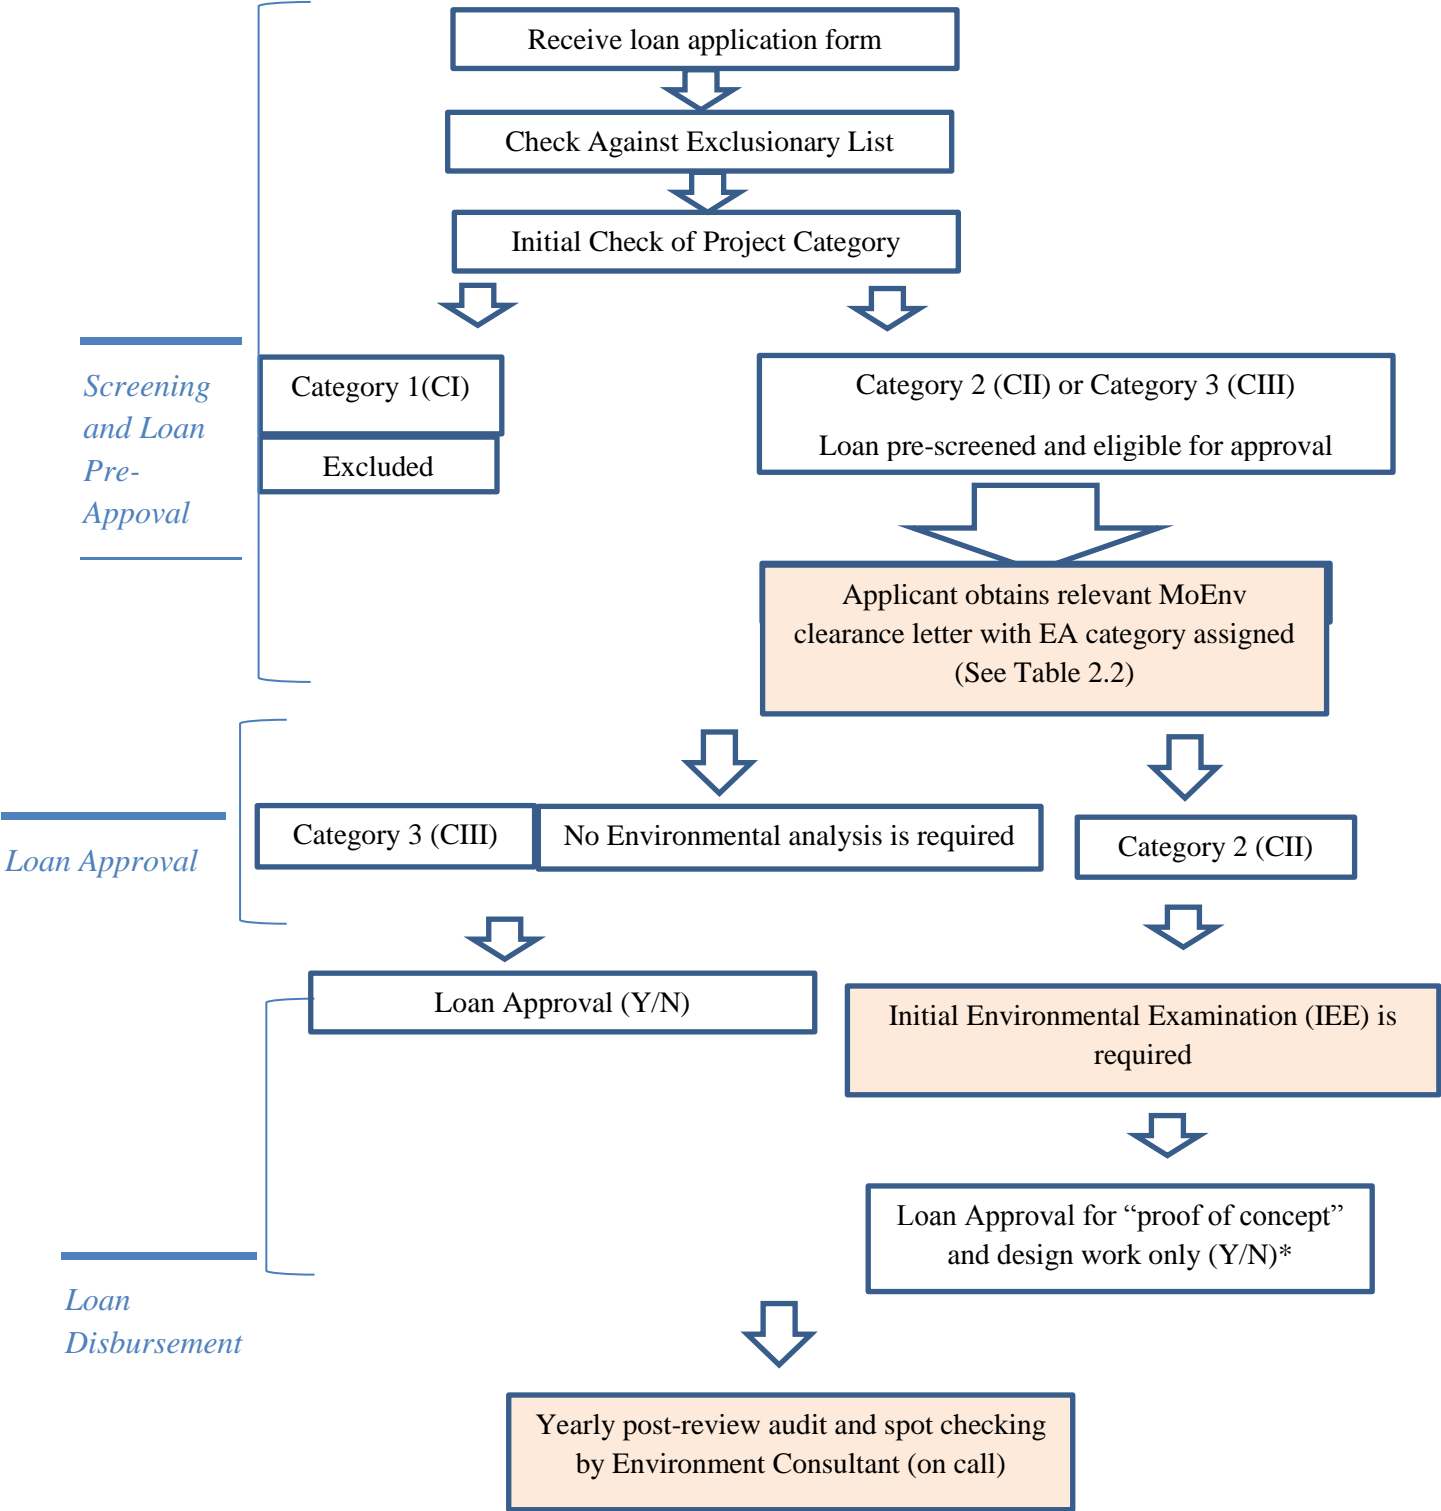 Receive loan application form
Check Against Exclusionary List
Initial Check of Project Category
Screening
and Loan
Pre-
Appoval
Category 1(CI)
Excluded
Category 2 (CII) or Category 3 (CIII)
Loan pre-screened and eligible for approval
Applicant obtains relevant MoEnv
clearance letter with EA category assigned
(See Table 2.2)
Loan Approval
Category 3 (CIII)
No Environmental analysis is required
Category 2 (CII)
Loan Approval (Y/N)
Initial Environmental Examination (IEE) is
required
Loan Approval for “proof of concept”
and design work only (Y/N)*
Loan
Disbursement
Yearly post-review audit and spot checking
by Environment Consultant (on call)